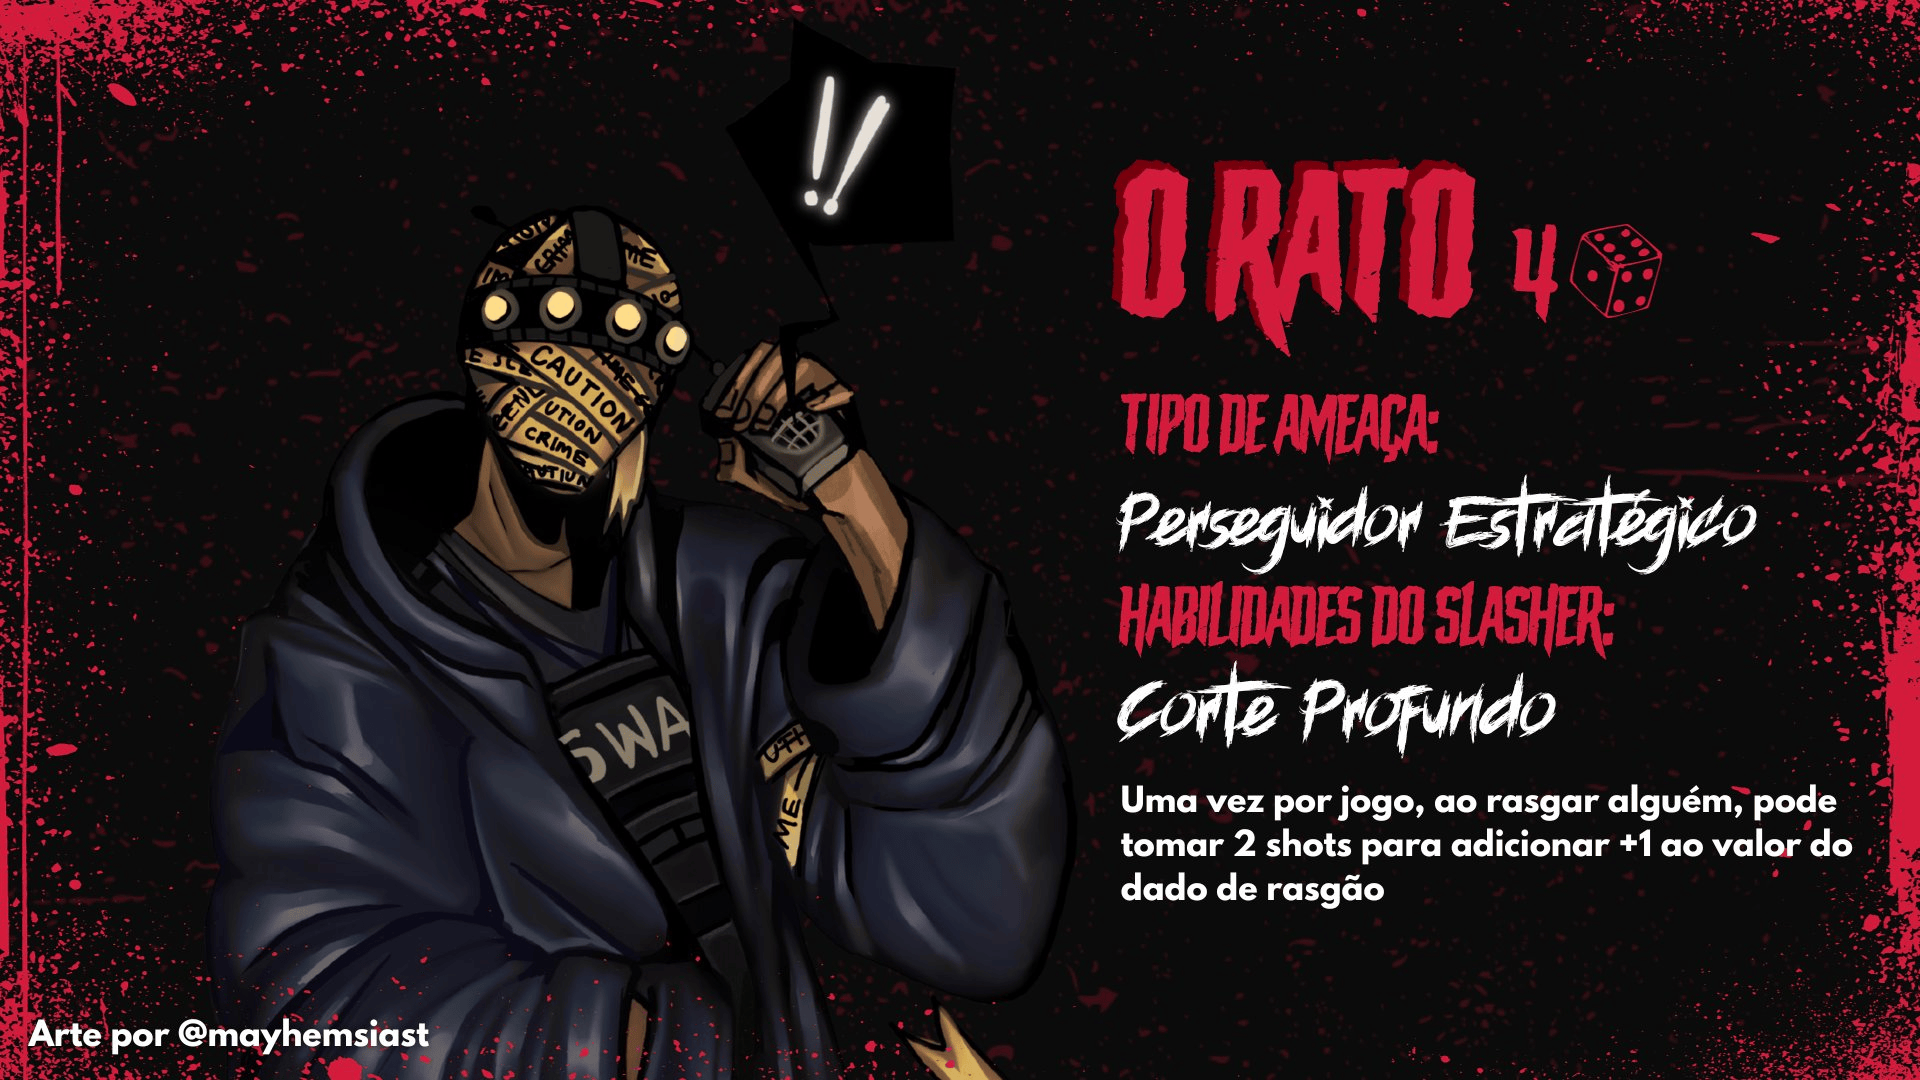 !!
O RATO 4
TIPO DE AMEAÇA:
Perseguidor Estratégico
HABILIDADES DO SLASHER:
Corte Profundo
Uma vez por jogo, ao rasgar alguém, pode
tomar 2 shots para adicionar +1 ao valor do
dado de rasgão
CAUTION
UTION
CRIME
SWA
ME
Arte por @mayhemsiast